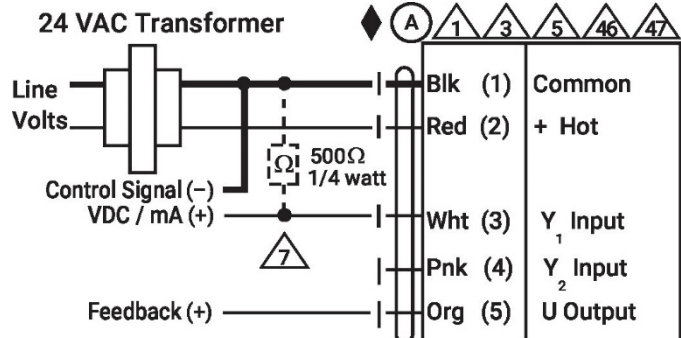 24 VAC Transformer
A 1 3 5 46 47
Line
Volts
Blk (1) Common
Red (2) + Hot
Ω 500Ω
1/4 watt
Control Signal (−)
VDC / mA (+)
Wht (3) Y₁ Input
7
Pnk (4) Y₂ Input
Feedback (+)
Org (5) U Output